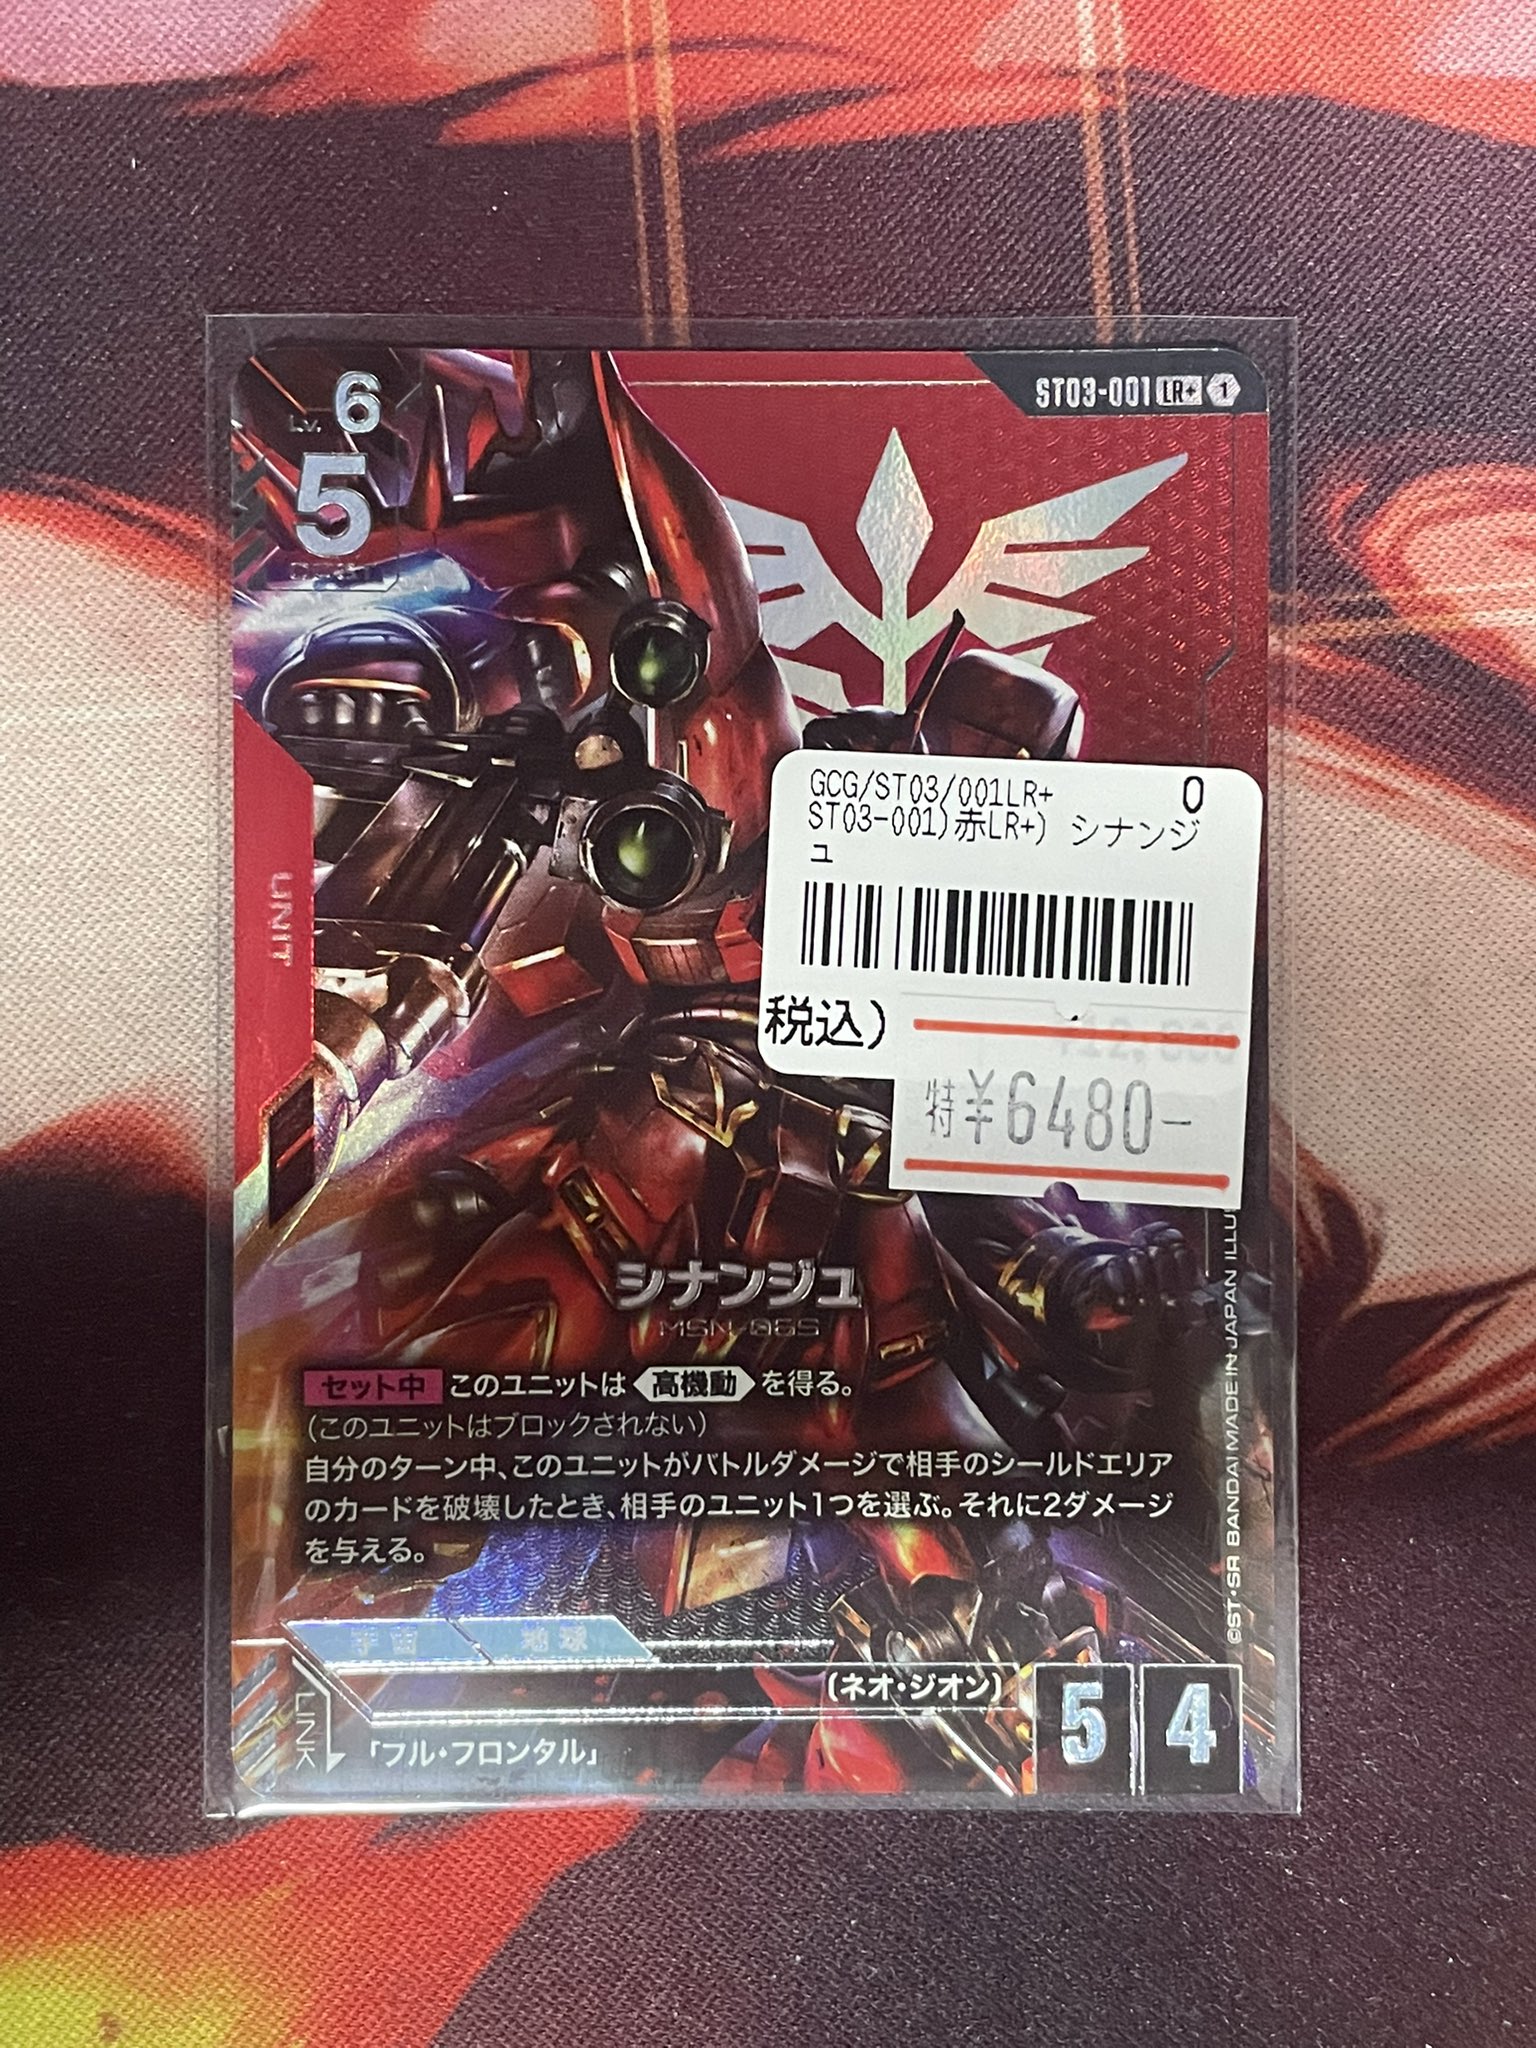 Lv. 6
ST03-001 LR+ 1
5
UNIT
GCG/ST03/001LR+ 0
ST03-001)赤LR+) シナンジ
ュ
税込)
特¥6480-
シナンジュ
MSN-06S
セット中 このユニットは 高機動 を得る。
(このユニットはブロックされない)
自分のターン中、このユニットがバトルダメージで相手のシールドエリア
のカードを破壊したとき、相手のユニット1つを選ぶ。それに2ダメージ
を与える。
宇宙 地球
〔ネオ・ジオン〕
LINK
「フル・フロンタル」
5 4
©ST・SR BANDAI MADE IN JAPAN